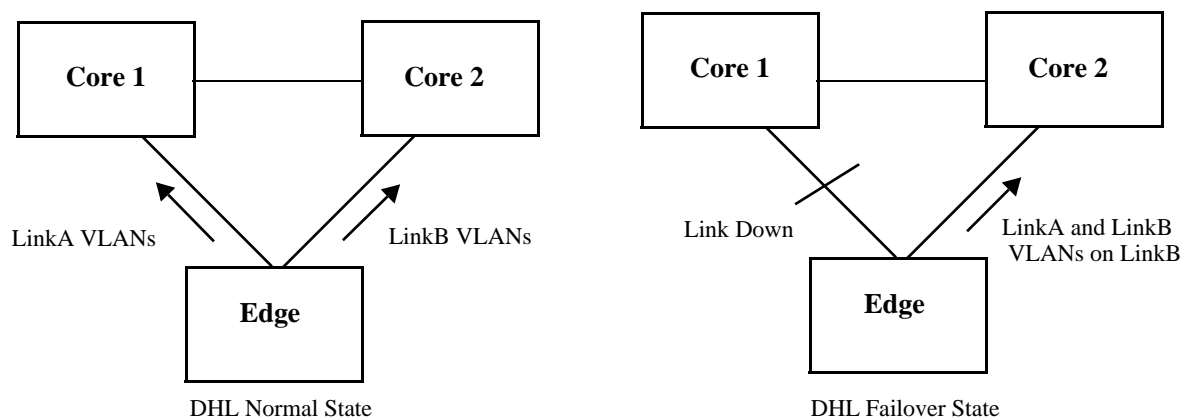 Core 1
Core 2
LinkA VLANs
LinkB VLANs
Edge
DHL Normal State
Core 1
Core 2
Link Down
LinkA and LinkB
VLANs on LinkB
Edge
DHL Failover State